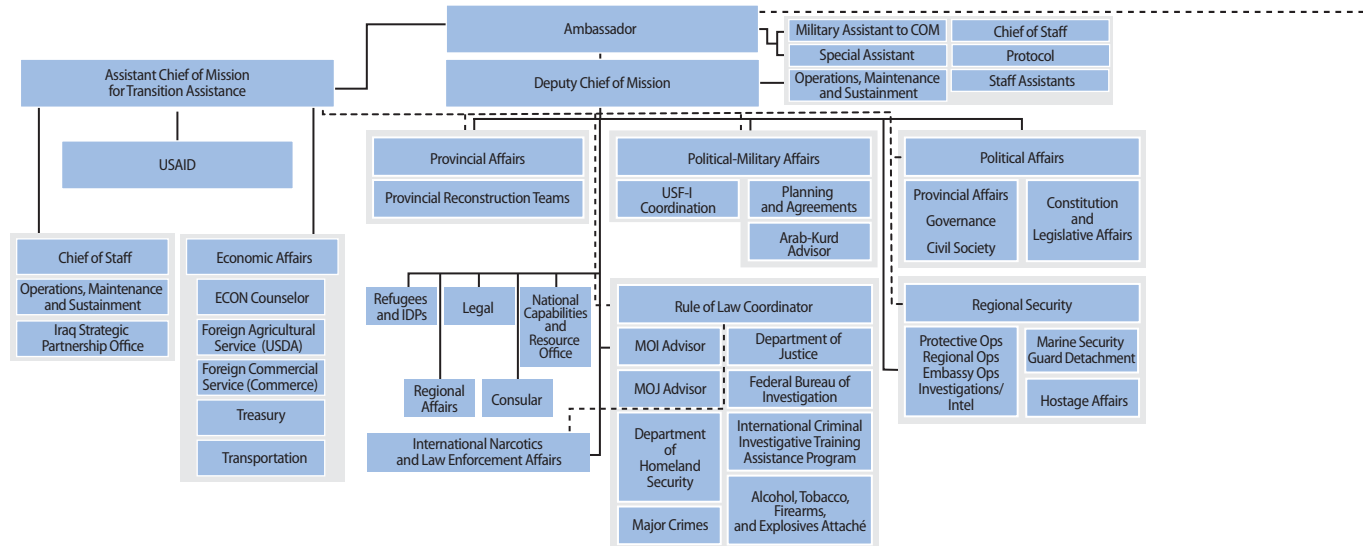 Ambassador
Military Assistant to COM
Chief of Staff
Special Assistant
Protocol
Operations, Maintenance
and Sustainment
Staff Assistants
Assistant Chief of Mission
for Transition Assistance
Deputy Chief of Mission
USAID
Provincial Affairs
Provincial Reconstruction Teams
Political-Military Affairs
USF-I
Coordination
Planning
and Agreements
Arab-Kurd
Advisor
Political Affairs
Provincial Affairs
Governance
Civil Society
Constitution
and
Legislative Affairs
Chief of Staff
Operations, Maintenance
and Sustainment
Iraq Strategic
Partnership Office
Economic Affairs
ECON Counselor
Foreign Agricultural
Service (USDA)
Foreign Commercial
Service (Commerce)
Treasury
Transportation
Refugees
and IDPs
Legal
National
Capabilities
and
Resource
Office
Regional
Affairs
Consular
International Narcotics
and Law Enforcement Affairs
Rule of Law Coordinator
MOI Advisor
Department of
Justice
MOJ Advisor
Federal Bureau of
Investigation
Department
of
Homeland
Security
International Criminal
Investigative Training
Assistance Program
Major Crimes
Alcohol, Tobacco,
Firearms,
and Explosives Attaché
Regional Security
Protective Ops
Regional Ops
Embassy Ops
Investigations/
Intel
Marine Security
Guard Detachment
Hostage Affairs